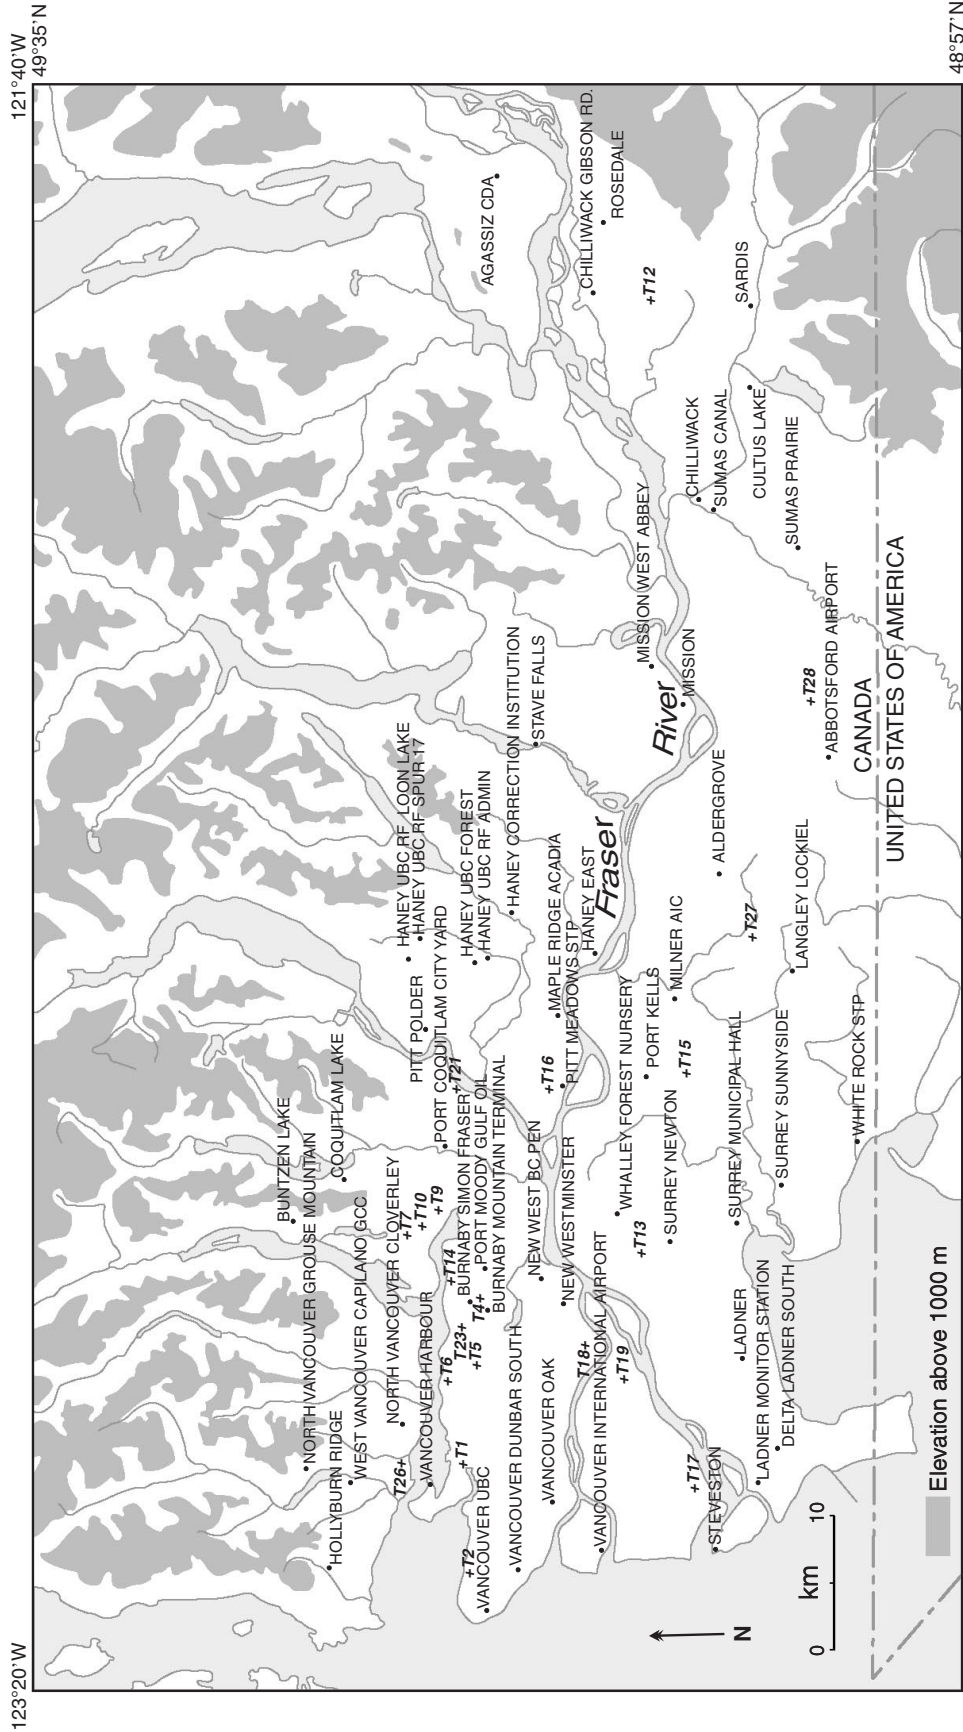 123°20'W
121°40'W
49°35'N
48°57'N
BUNTZEN LAKE
NORTH VANCOUVER GROUSE MOUNTAIN
HOLLYBURN RIDGE
COQUITLAM LAKE
WEST VANCOUVER CAPILANO GCC
NORTH VANCOUVER CLOVERLEY
T26+
+T7
HANEY UBC RF LOON LAKE
HANEY UBC RF SPUR 17
PITT POLDER
+T10
VANCOUVER HARBOUR
+T9
PORT COQUITLAM CITY YARD
+T6
+T14
+T21
+T1
T23+
BURNABY SIMON FRASER
HANEY UBC FOREST
+T2
+T5
T4+
PORT MOODY GULF OIL
HANEY UBC RF ADMIN
AGASSIZ CDA
VANCOUVER UBC
BURNABY MOUNTAIN TERMINAL
HANEY CORRECTION INSTITUTION
VANCOUVER DUNBAR SOUTH
STAVE FALLS
NEW WEST BC PEN
VANCOUVER OAK
+T16
MAPLE RIDGE ACADIA
NEW WESTMINSTER
PITT MEADOWS STP
T18+
HANEY EAST
CHILLIWACK GIBSON RD.
VANCOUVER INTERNATIONAL AIRPORT
Fraser
ROSEDALE
+T19
WHALLEY FOREST NURSERY
+T13
PORT KELLS
MISSION WEST ABBEY
+T12
River
SURREY NEWTON
MILNER AIC
MISSION
+T15
CHILLIWACK
+T17
STEVESTON
ALDERGROVE
SUMAS CANAL
SURREY MUNICIPAL HALL
LADNER
+T27
SARDIS
LADNER MONITOR STATION
CULTUS LAKE
SURREY SUNNYSIDE
DELTA LADNER SOUTH
LANGLEY LOCKIEL
+T28
SUMAS PRAIRIE
ABBOTSFORD AIRPORT
WHITE ROCK STP
CANADA
UNITED STATES OF AMERICA
N
km
0 10
Elevation above 1000 m